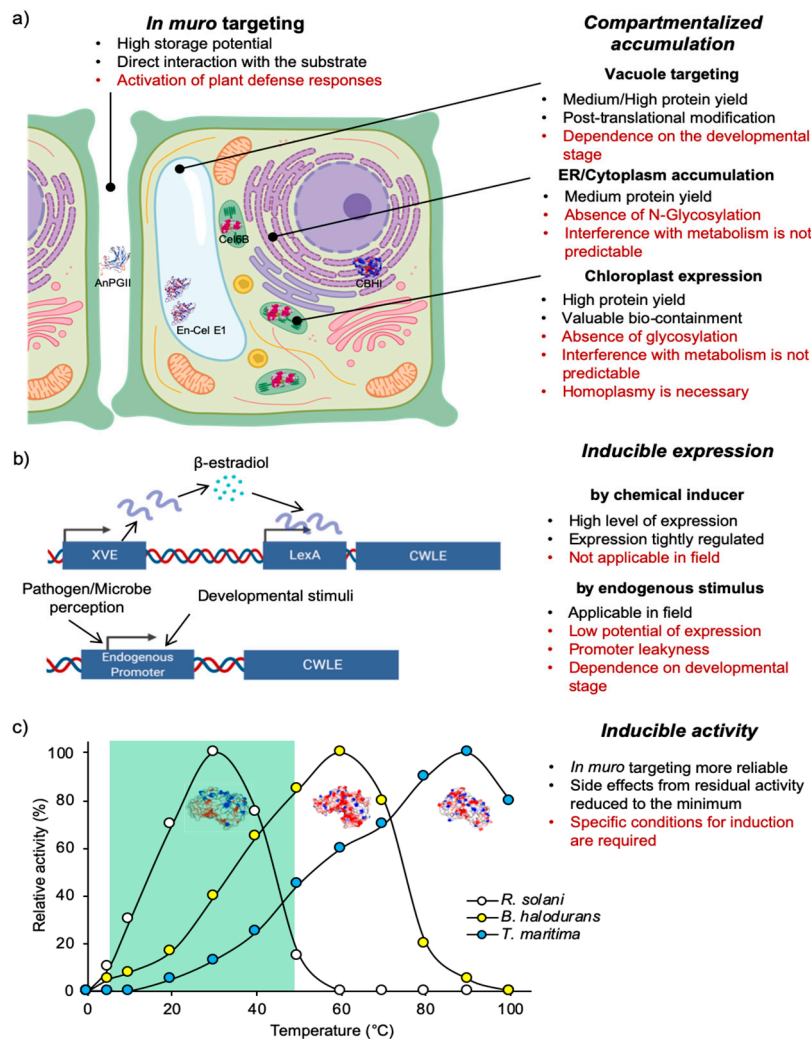 a)
In muro targeting
• High storage potential
• Direct interaction with the substrate
• Activation of plant defense responses
Compartmentalized
accumulation
Vacuole targeting
• Medium/High protein yield
• Post-translational modification
• Dependence on the developmental
stage
ER/Cytoplasm accumulation
• Medium protein yield
• Absence of N-Glycosylation
• Interference with metabolism is not
predictable
Chloroplast expression
• High protein yield
• Valuable bio-containment
• Absence of glycosylation
• Interference with metabolism is not
predictable
• Homoplasmy is necessary
Cel6B
AnPGII
CBHI
En-Cel E1
b)
β-estradiol
XVE
LexA
CWLE
Pathogen/Microbe
perception
Developmental stimuli
Endogenous
Promoter
CWLE
Inducible expression
by chemical inducer
• High level of expression
• Expression tightly regulated
• Not applicable in field
by endogenous stimulus
• Applicable in field
• Low potential of expression
• Promoter leakyness
• Dependence on developmental
stage
c)
Relative activity (%)
100
80
60
40
20
0
0
20
40
60
80
100
Temperature (°C)
R. solani
B. halodurans
T. maritima
Inducible activity
• In muro targeting more reliable
• Side effects from residual activity
reduced to the minimum
• Specific conditions for induction
are required